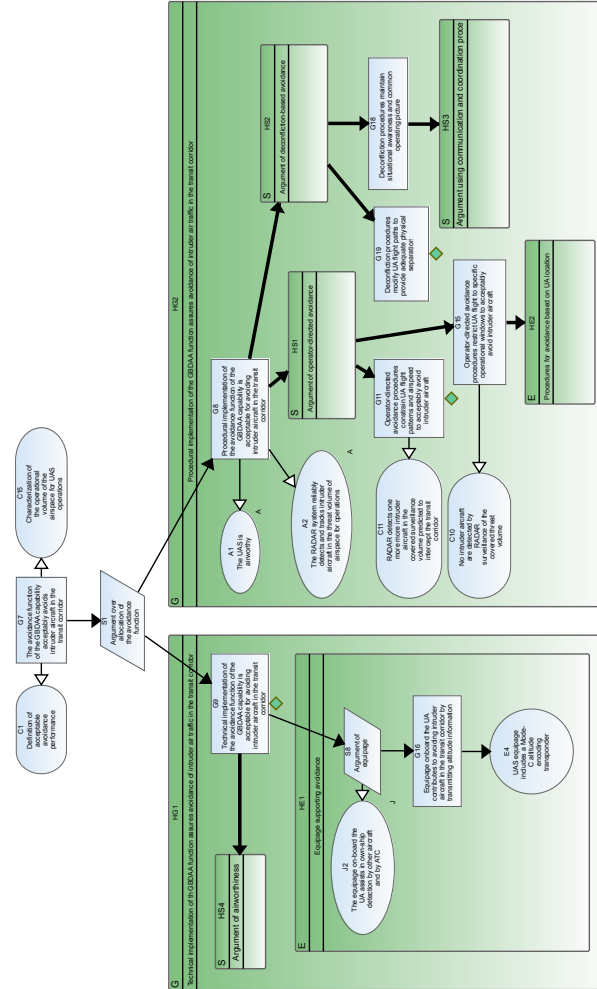 C1
Definition of
acceptable
avoidance
performance
G7
The avoidance function
of the GBDAA capability
acceptably avoids
intruder aircraft in the
transit corridor
C15
Characterization of
the operational
volume of the
airspace for UAS
operations
S1
Argument over
allocation of
the avoidance
function
G
HG1
Technical implementation of th GBDAA function assures avoidance of intruder air traffic in the transit corridor
G9
Technical implementation of
the avoidance function of the
GBDAA capability is
acceptable for avoiding
intruder aircraft in the transit
corridor
S
HS4
Argument of airworthiness
E
HE1
Equipage supporting avoidance
S8
Argument of
equipage
J2
The equipage on-board the
UA assists in own-ship
detection by other aircraft
and by ATC
J
G16
Equipage onboard the UA
contributes to avoiding intruder
aircraft in the transit corridor by
transmitting altitude information
E4
UAS equipage
includes a Mode-
C altitude
encoding
transponder
G
HG2
Procedural implementation of the GBDAA function assures avoidance of intruder air traffic in the transit corridor
G8
Procedural implementation of
the avoidance function of the
GBDAA capability is
acceptable for avoiding
intruder aircraft in the transit
corridor
A1
The UAS is
airworthy
A
A2
The RADAR system reliably
detects and tracks intruder
aircraft in the threat volume of
airspace for operations
A
S
HS1
Argument of operator-directed avoidance
S
HS2
Argument of deconfliction-based avoidance
G11
Operator-directed
avoidance procedures
constrain UA flight
patterns and airspeed
to acceptably avoid
intruder aircraft
C11
RADAR detects one
more more intruder
aircraft in the
covered surveillance
volume predicted to
intercept the transit
corridor
G15
Operator-directed avoidance
procedures restrict UA flight to specific
operational windows to acceptably
avoid intruder aircraft
C10
No intruder aircraft
are detected by
RADAR
surveillance of the
covered threat
volume
E
HE2
Procedures for avoidance based on UA location
G19
Deconfliction procedures
modify UA flight paths to
provide adequate physical
separation
G18
Deconfliction procedures maintain
situational awareness and common
operating picture
S
HS3
Argument using communication and coordination proce